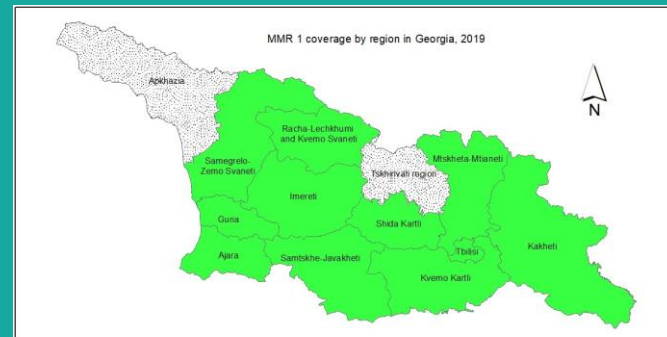 MMR 1 coverage by region in Georgia, 2019
Apkhazia
N
Racha-Lechkhumi
and Kvemo Svaneti
Mtskheta-Mtianeti
Samegrelo-
Zemo Svaneti
Tskhinvali region
Imereti
Guria
Shida Kartli
Kakheti
Tbilisi
Ajara
Samtskhe-Javakheti
Kvemo Kartli